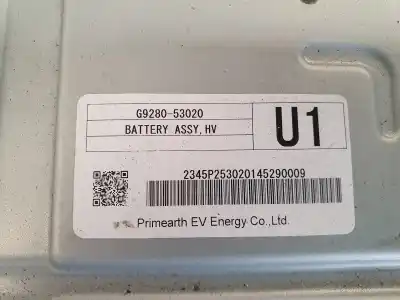 G9280-53020
BATTERY ASSY,HV
U1
2345P253020145290009
Primearth EV Energy Co.,Ltd.